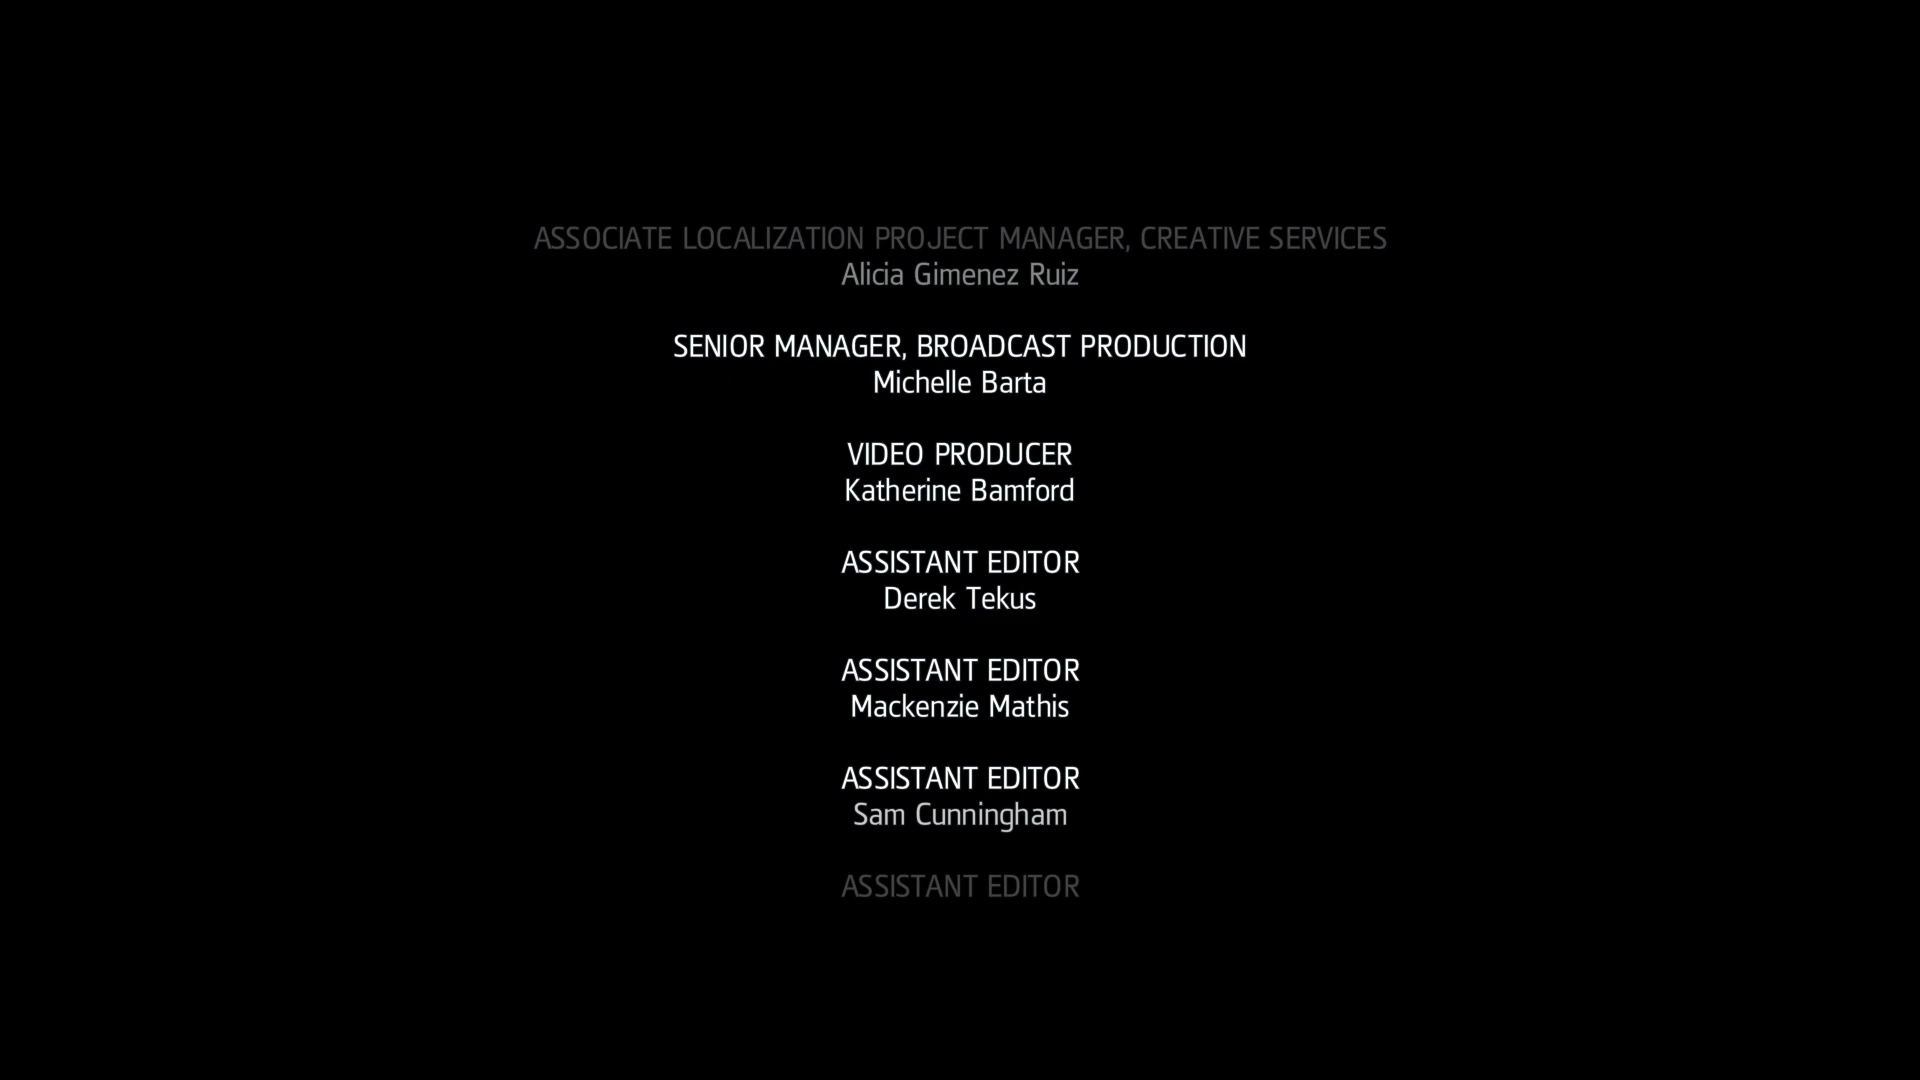 ASSOCIATE LOCALIZATION PROJECT MANAGER, CREATIVE SERVICES
Alicia Gimenez Ruiz
SENIOR MANAGER, BROADCAST PRODUCTION
Michelle Barta
VIDEO PRODUCER
Katherine Bamford
ASSISTANT EDITOR
Derek Tekus
ASSISTANT EDITOR
Mackenzie Mathis
ASSISTANT EDITOR
Sam Cunningham
ASSISTANT EDITOR